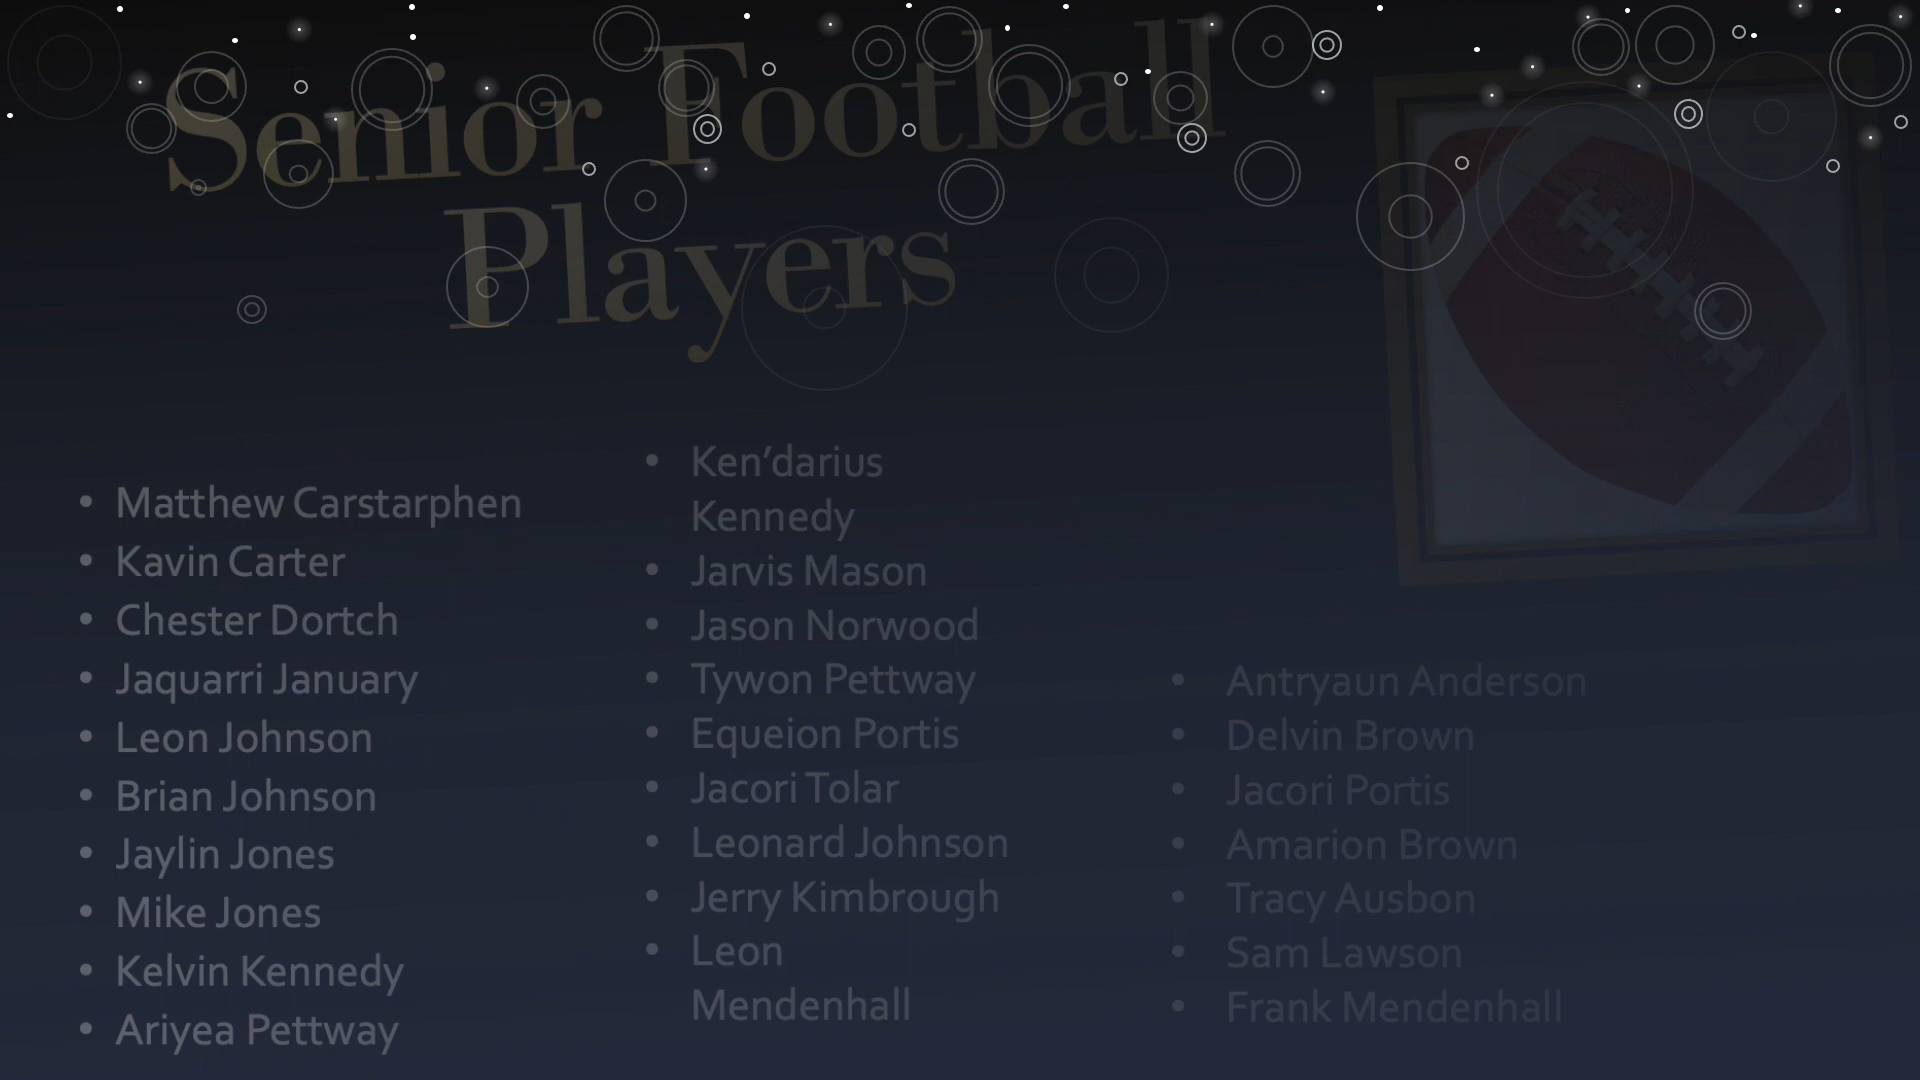 Senior Football
Players
• Matthew Carstarphen
• Kavin Carter
• Chester Dortch
• Jaquarri January
• Leon Johnson
• Brian Johnson
• Jaylin Jones
• Mike Jones
• Kelvin Kennedy
• Ariyea Pettway
• Ken’darius
Kennedy
• Jarvis Mason
• Jason Norwood
• Tywon Pettway
• Equeion Portis
• Jacori Tolar
• Leonard Johnson
• Jerry Kimbrough
• Leon
Mendenhall
• Antryaun Anderson
• Delvin Brown
• Jacori Portis
• Amarion Brown
• Tracy Ausbon
• Sam Lawson
• Frank Mendenhall